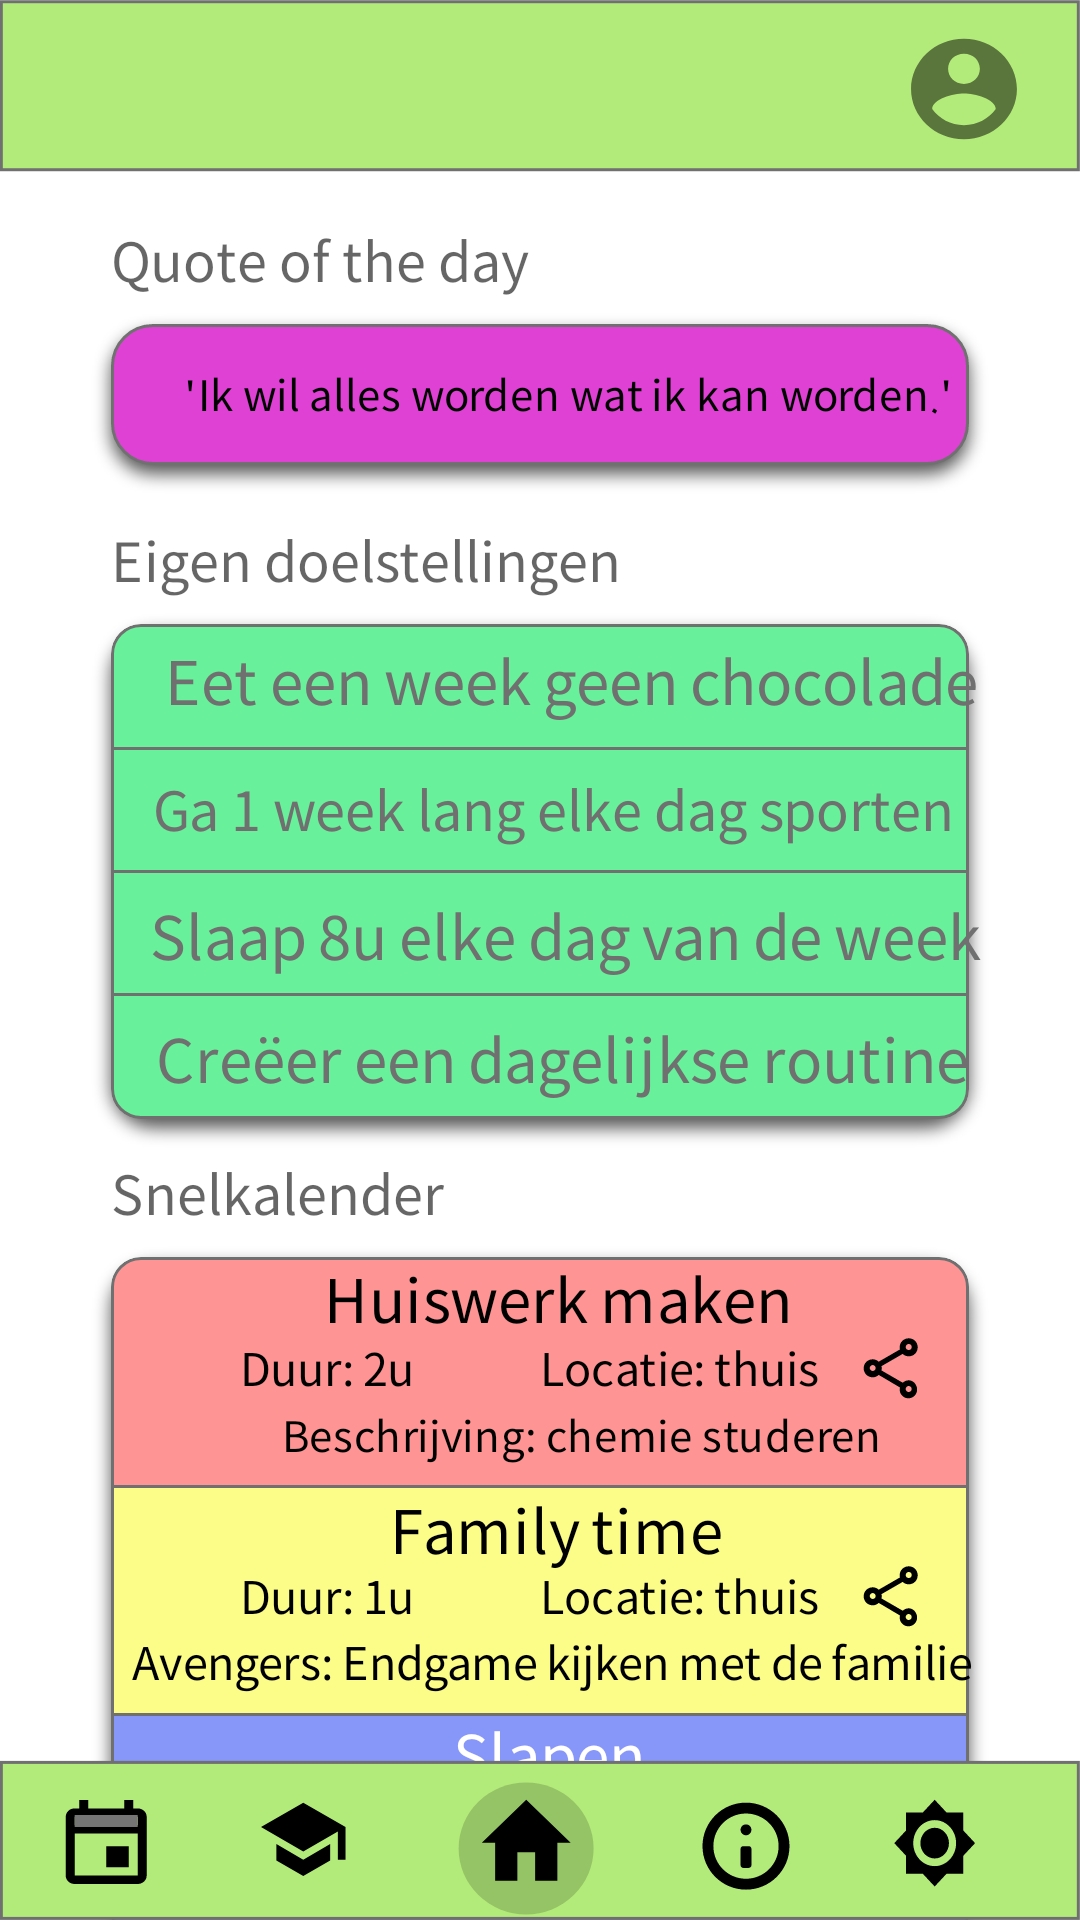 Quote of the day
'Ik wil alles worden wat ik kan worden.'
Eigen doelstellingen
Eet een week geen chocolade
Ga 1 week lang elke dag sporten
Slaap 8u elke dag van de week
Creëer een dagelijkse routine
Snelkalender
Huiswerk maken
Duur: 2u Locatie: thuis
Beschrijving: chemie studeren
Family time
Duur: 1u Locatie: thuis
Avengers: Endgame kijken met de familie
Slapen